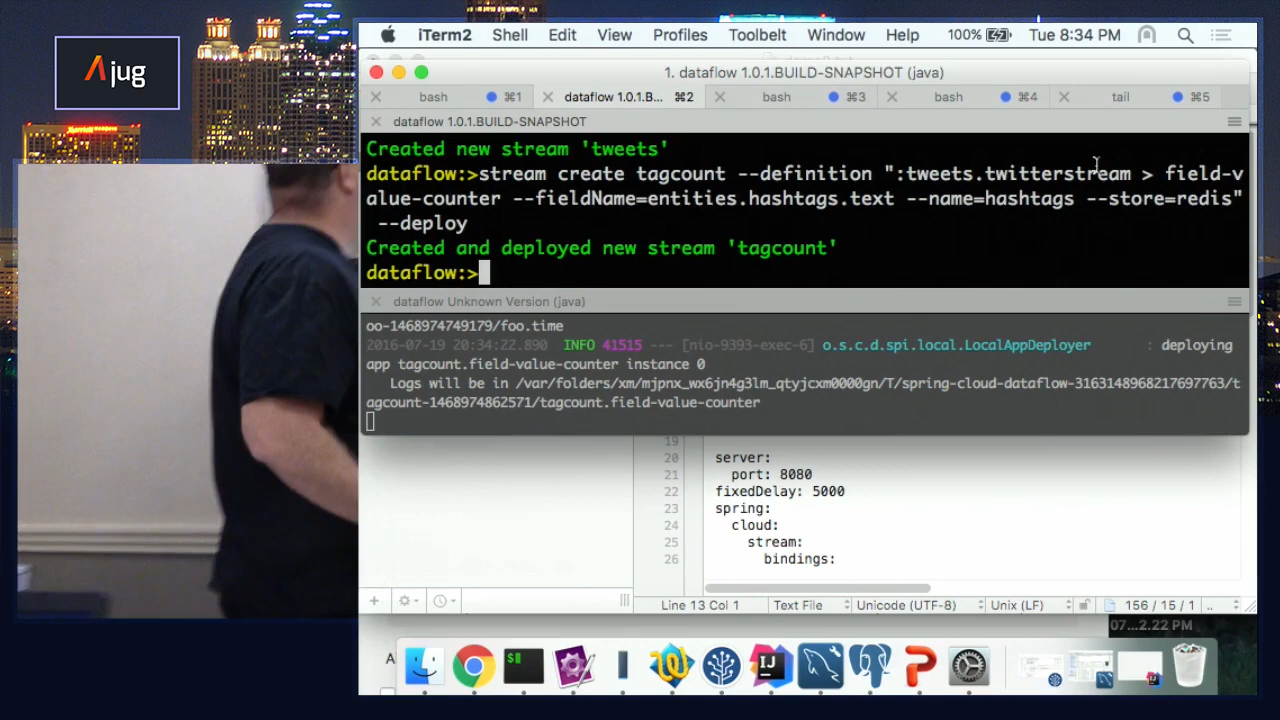 Ajug
iTerm2 Shell Edit View Profiles Toolbelt Window Help 100% Tue 8:34 PM
1. dataflow 1.0.1.BUILD-SNAPSHOT (java)
bash ⌘1 dataflow 1.0.1.B... ⌘2 bash ⌘3 bash ⌘4 tail ⌘5
dataflow 1.0.1.BUILD-SNAPSHOT
Created new stream 'tweets'
dataflow:>stream create tagcount --definition ":tweets.twitterstream > field-v
alue-counter --fieldName=entities.hashtags.text --name=hashtags --store=redis"
--deploy
Created and deployed new stream 'tagcount'
dataflow:>
dataflow Unknown Version (java)
oo-1468974749179/foo.time
2016-07-19 20:34:22.890 INFO 41515 --- [nio-9393-exec-6] o.s.c.d.spi.local.LocalAppDeployer : deploying
app tagcount.field-value-counter instance 0
Logs will be in /var/folders/xm/mjpnx_wx6jn4g3lm_qtyjcxm0000gn/T/spring-cloud-dataflow-3163148968217697763/t
agcount-1468974862571/tagcount.field-value-counter
19
20 server:
21 port: 8080
22 fixedDelay: 5000
23 spring:
24 cloud:
25 stream:
26 bindings:
Line 13 Col 1 Text File Unicode (UTF-8) Unix (LF) 156 / 15 / 1 ..
07...2.22 PM
A
$
IJ